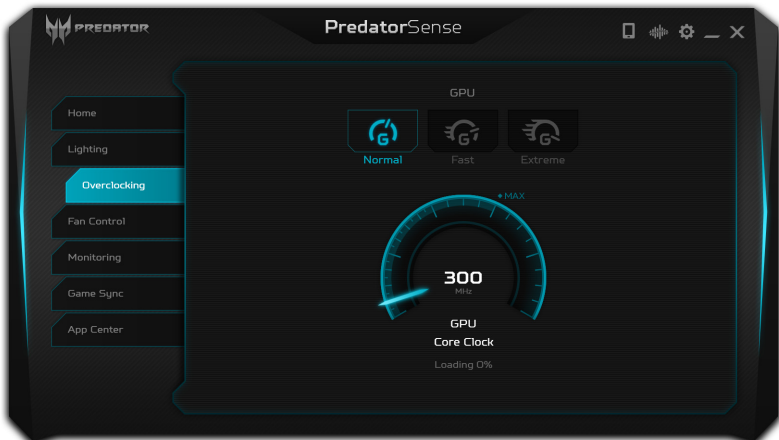 PREDATOR
PredatorSense
GPU
Home
Lighting
Overclocking
Fan Control
Monitoring
Game Sync
App Center
Normal
Fast
Extreme
MAX
300
MHz
GPU
Core Clock
Loading 0%